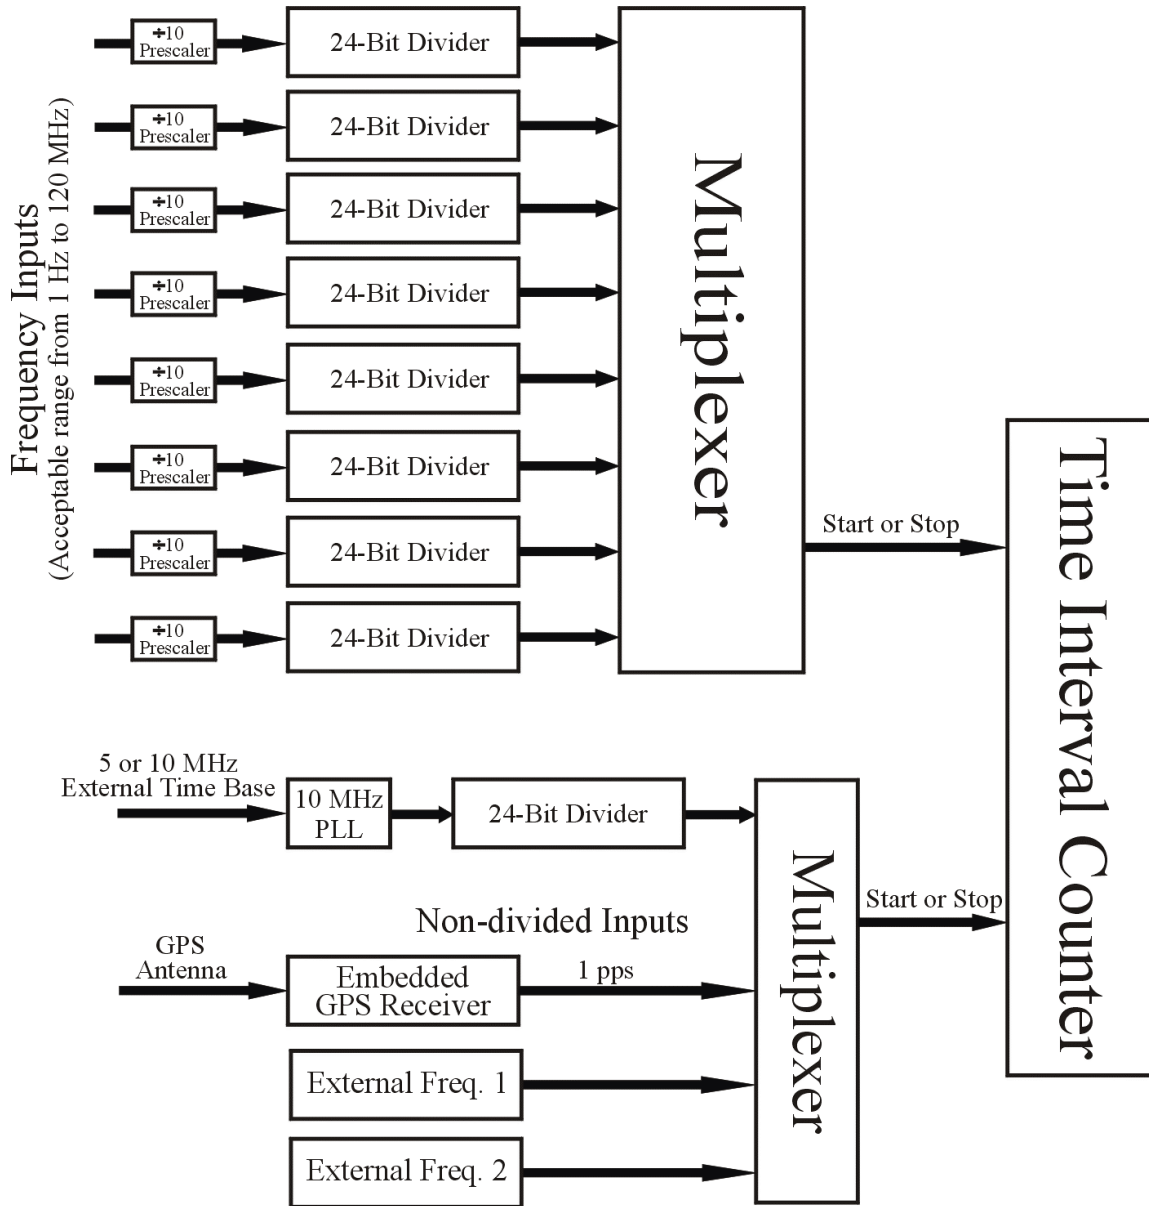 Frequency Inputs
(Acceptable range from 1 Hz to 120 MHz)
÷10
Prescaler
24-Bit Divider
÷10
Prescaler
24-Bit Divider
÷10
Prescaler
24-Bit Divider
÷10
Prescaler
24-Bit Divider
÷10
Prescaler
24-Bit Divider
÷10
Prescaler
24-Bit Divider
÷10
Prescaler
24-Bit Divider
÷10
Prescaler
24-Bit Divider
Multiplexer
Start or Stop
Time Interval Counter
5 or 10 MHz
External Time Base
10 MHz
PLL
24-Bit Divider
Non-divided Inputs
GPS
Antenna
Embedded
GPS Receiver
1 pps
External Freq. 1
External Freq. 2
Multiplexer
Start or Stop